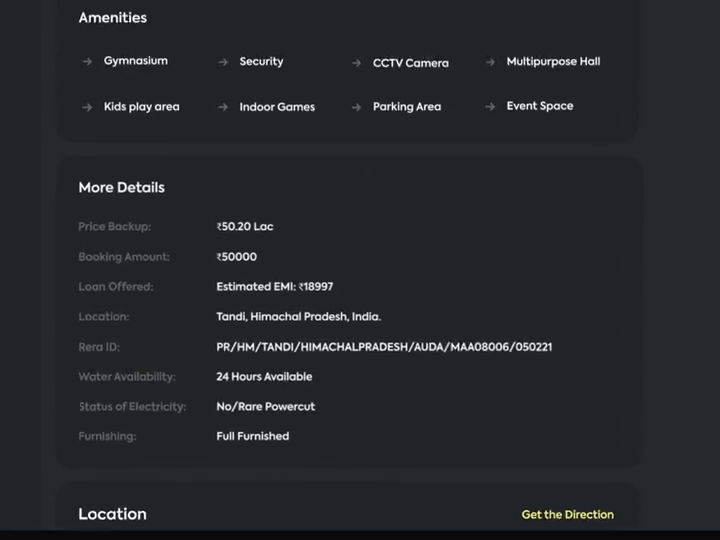 Amenities
Gymnasium Security CCTV Camera Multipurpose Hall
Kids play area Indoor Games Parking Area Event Space
More Details
Price Backup: ₹50.20 Lac
Booking Amount: ₹50000
Loan Offered: Estimated EMI: ₹18997
Location: Tandi, Himachal Pradesh, India.
Rera ID: PR/HM/TANDI/HIMACHALPRADESH/AUDA/MAA08006/050221
Water Availability: 24 Hours Available
Status of Electricity: No/Rare Powercut
Furnishing: Full Furnished
Location Get the Direction